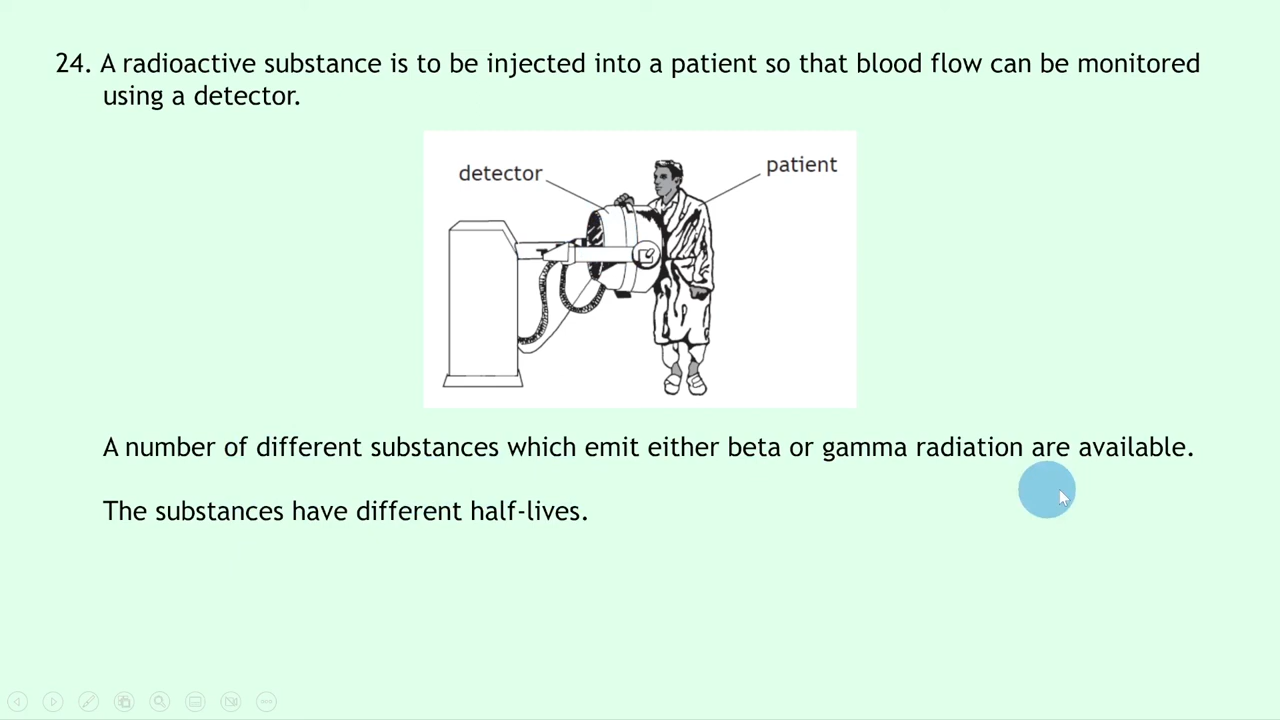 24. A radioactive substance is to be injected into a patient so that blood flow can be monitored
using a detector.
detector
patient
A number of different substances which emit either beta or gamma radiation are available.
The substances have different half-lives.